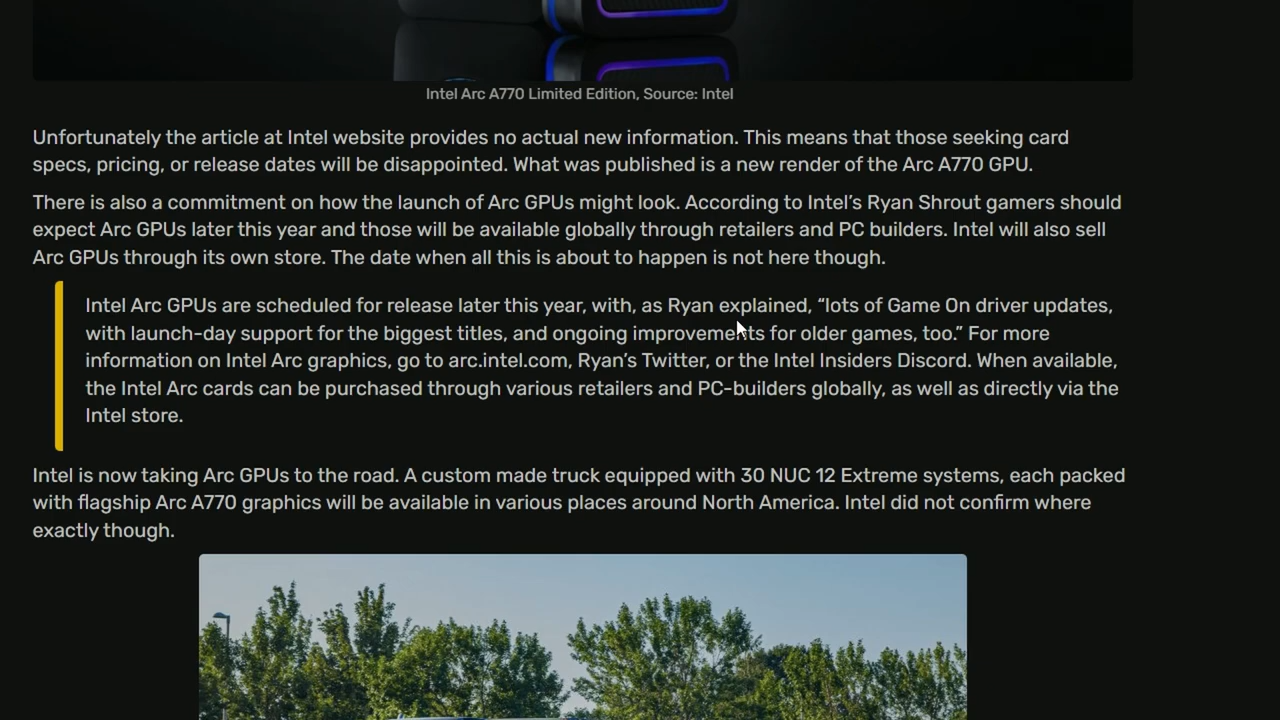 Intel Arc A770 Limited Edition, Source: Intel
Unfortunately the article at Intel website provides no actual new information. This means that those seeking card
specs, pricing, or release dates will be disappointed. What was published is a new render of the Arc A770 GPU.
There is also a commitment on how the launch of Arc GPUs might look. According to Intel’s Ryan Shrout gamers should
expect Arc GPUs later this year and those will be available globally through retailers and PC builders. Intel will also sell
Arc GPUs through its own store. The date when all this is about to happen is not here though.
Intel Arc GPUs are scheduled for release later this year, with, as Ryan explained, “lots of Game On driver updates,
with launch-day support for the biggest titles, and ongoing improvements for older games, too.” For more
information on Intel Arc graphics, go to arc.intel.com, Ryan’s Twitter, or the Intel Insiders Discord. When available,
the Intel Arc cards can be purchased through various retailers and PC-builders globally, as well as directly via the
Intel store.
Intel is now taking Arc GPUs to the road. A custom made truck equipped with 30 NUC 12 Extreme systems, each packed
with flagship Arc A770 graphics will be available in various places around North America. Intel did not confirm where
exactly though.